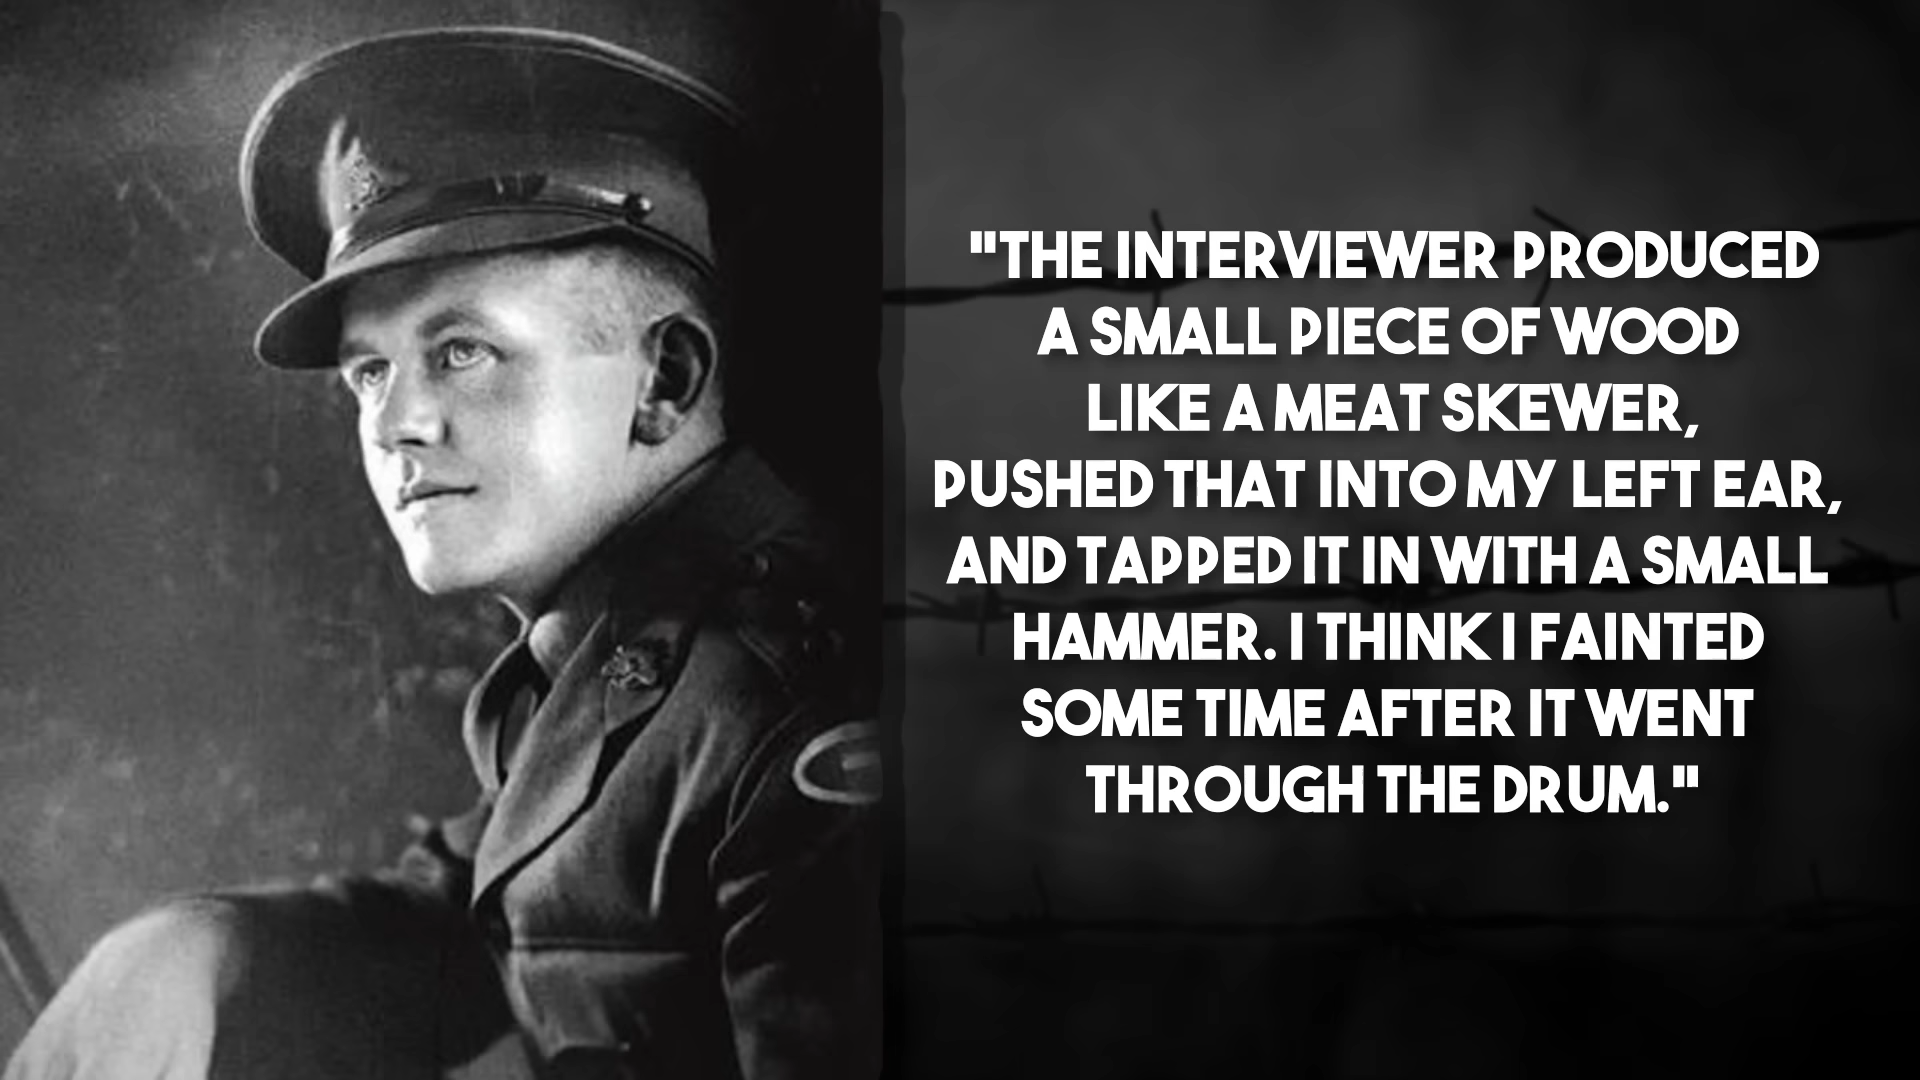 "THE INTERVIEWER PRODUCED
A SMALL PIECE OF WOOD
LIKE A MEAT SKEWER,
PUSHED THAT INTO MY LEFT EAR,
AND TAPPED IT IN WITH A SMALL
HAMMER. I THINK I FAINTED
SOME TIME AFTER IT WENT
THROUGH THE DRUM."